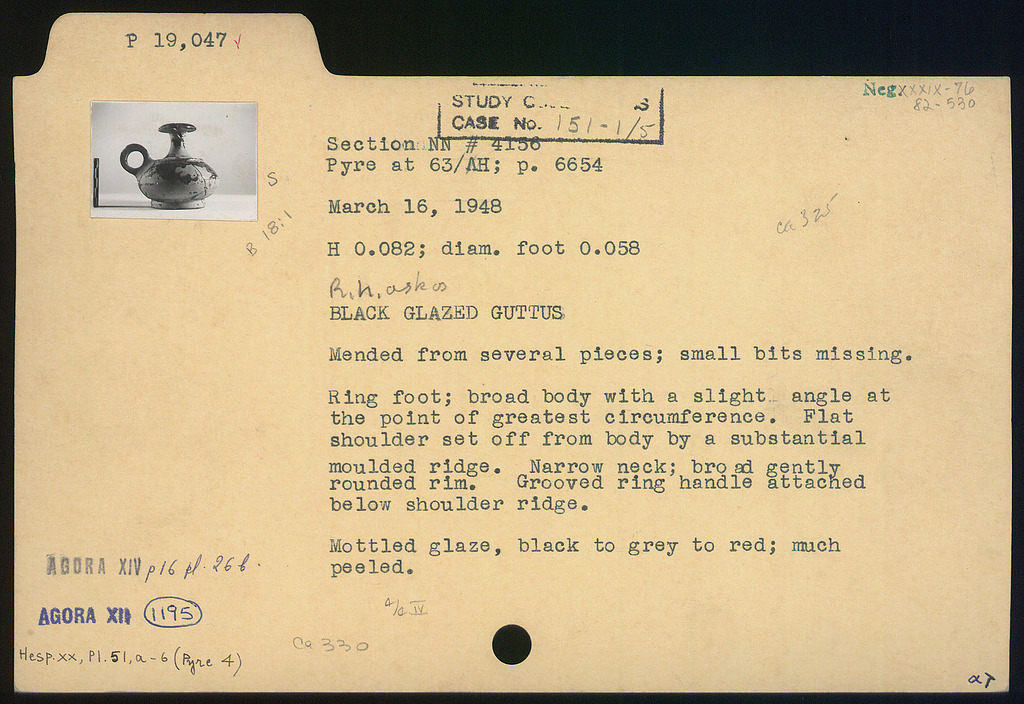 P 19,047 ✓
Neg XXXIX-76
82-530
STUDY C S
CASE No. 151-1/5
Section NN # 4156
Pyre at 63/AH; p. 6654
S
B 18:1
March 16, 1948
ca 325
H 0.082; diam. foot 0.058
R.h. askos
BLACK GLAZED GUTTUS
Mended from several pieces; small bits missing.
Ring foot; broad body with a slight angle at
the point of greatest circumference. Flat
shoulder set off from body by a substantial
moulded ridge. Narrow neck; broad gently
rounded rim. Grooved ring handle attached
below shoulder ridge.
Mottled glaze, black to grey to red; much
peeled.
AGORA XIV p16 pl. 26 b.
4/4 IV
AGORA XII 1195
ca 330
Hesp. xx, Pl. 51, a-6 (Pyre 4)
αT